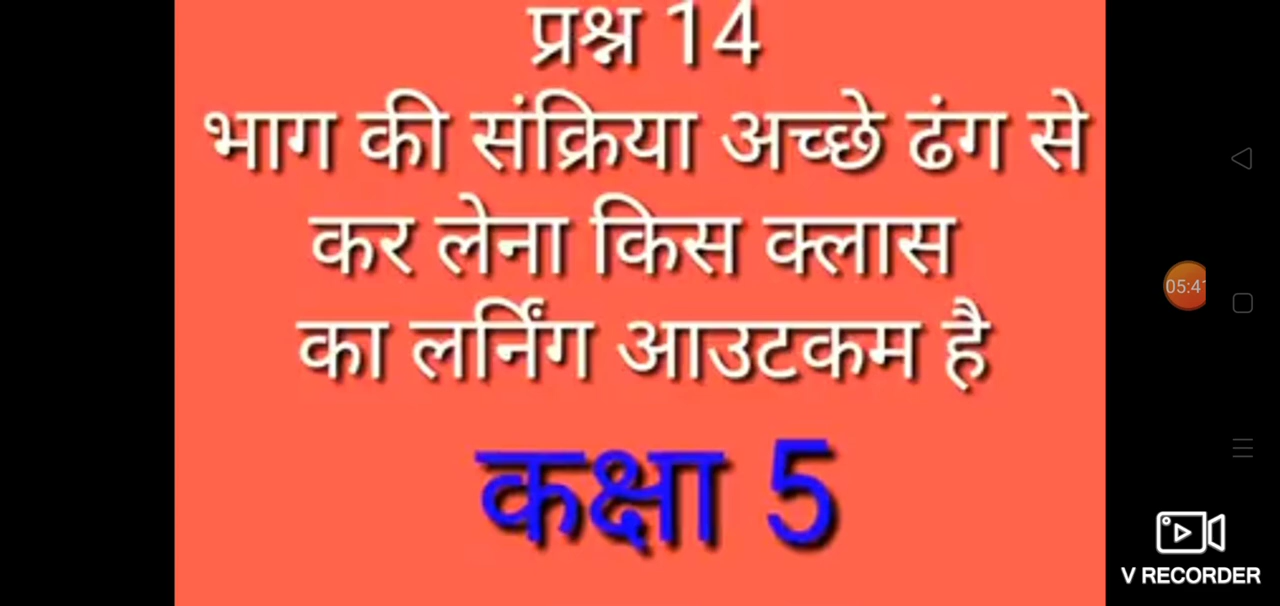 प्रश्न 14
भाग की संक्रिया अच्छे ढंग से
कर लेना किस क्लास
का लर्निंग आउटकम है
कक्षा 5
05:41
V RECORDER